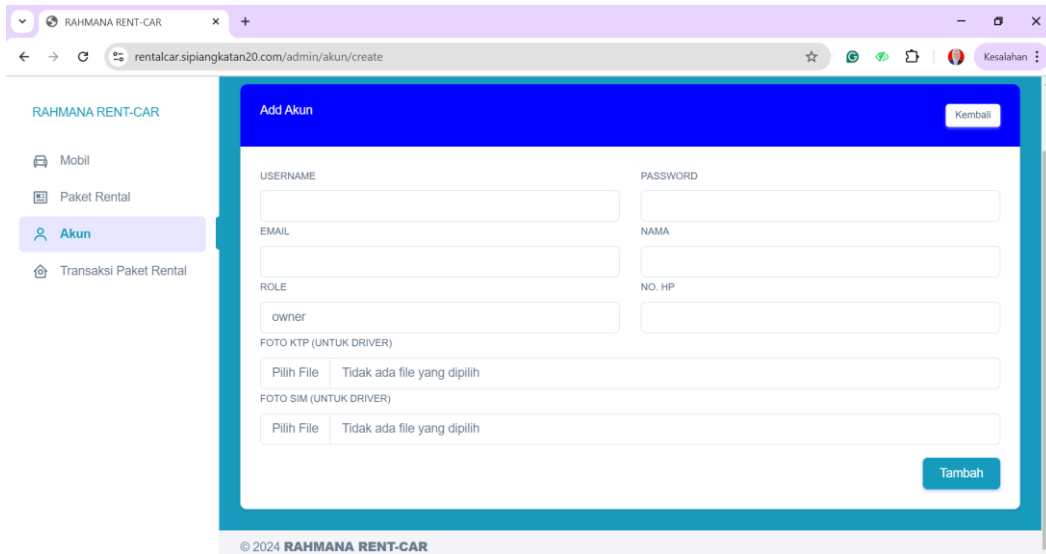 RAHMANA RENT-CAR
rentalcar.sipiangkatan20.com/admin/akun/create
Kesalahan
RAHMANA RENT-CAR
Mobil
Paket Rental
Akun
Transaksi Paket Rental
Add Akun
Kembali
USERNAME
PASSWORD
EMAIL
NAMA
ROLE
NO. HP
owner
FOTO KTP (UNTUK DRIVER)
Pilih File Tidak ada file yang dipilih
FOTO SIM (UNTUK DRIVER)
Pilih File Tidak ada file yang dipilih
Tambah
© 2024 RAHMANA RENT-CAR